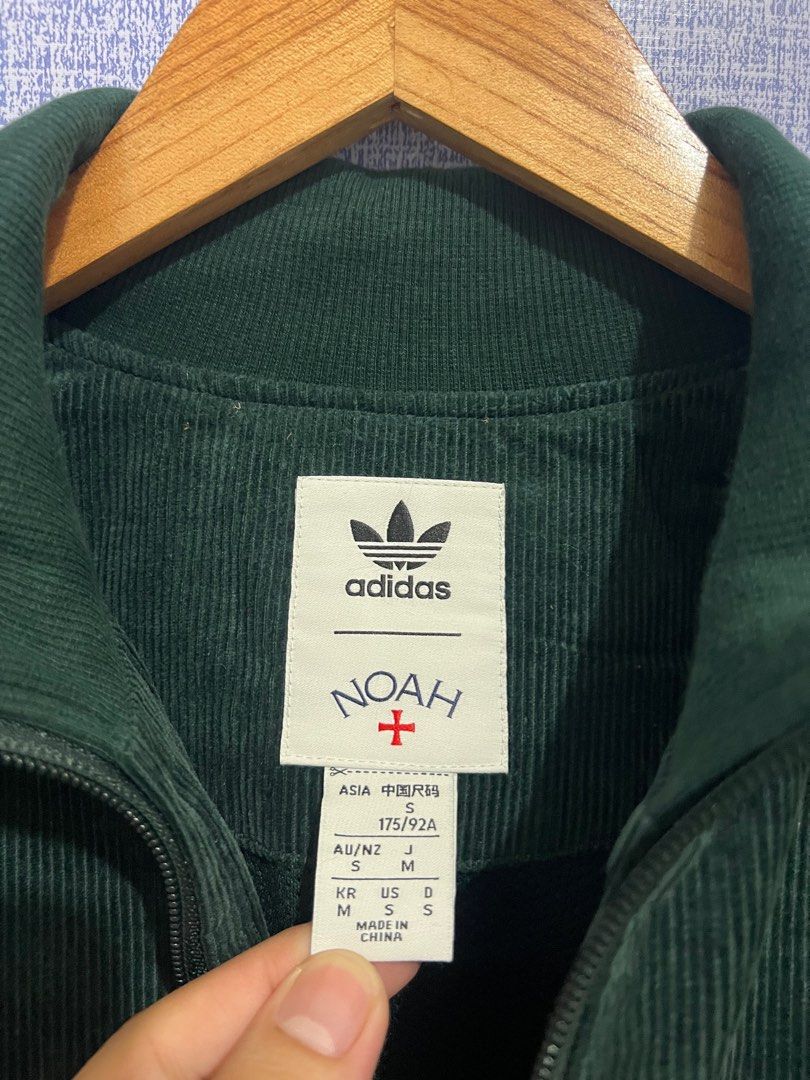 adidas
NOAH
ASIA 中国尺码
S
175/92A
AU/NZ J
S M
KR US D
M S S
MADE IN
CHINA